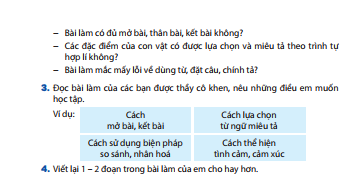 – Bài làm có đủ mở bài, thân bài, kết bài không?
– Các đặc điểm của con vật có được lựa chọn và miêu tả theo trình tự
hợp lí không?
– Bài làm mắc mấy lỗi về dùng từ, đặt câu, chính tả?
3. Đọc bài làm của các bạn được thầy cô khen, nêu những điều em muốn
học tập.
Ví dụ:
Cách
mở bài, kết bài
Cách lựa chọn
từ ngữ miêu tả
Cách sử dụng biện pháp
so sánh, nhân hoá
Cách thể hiện
tình cảm, cảm xúc
4. Viết lại 1 – 2 đoạn trong bài làm của em cho hay hơn.